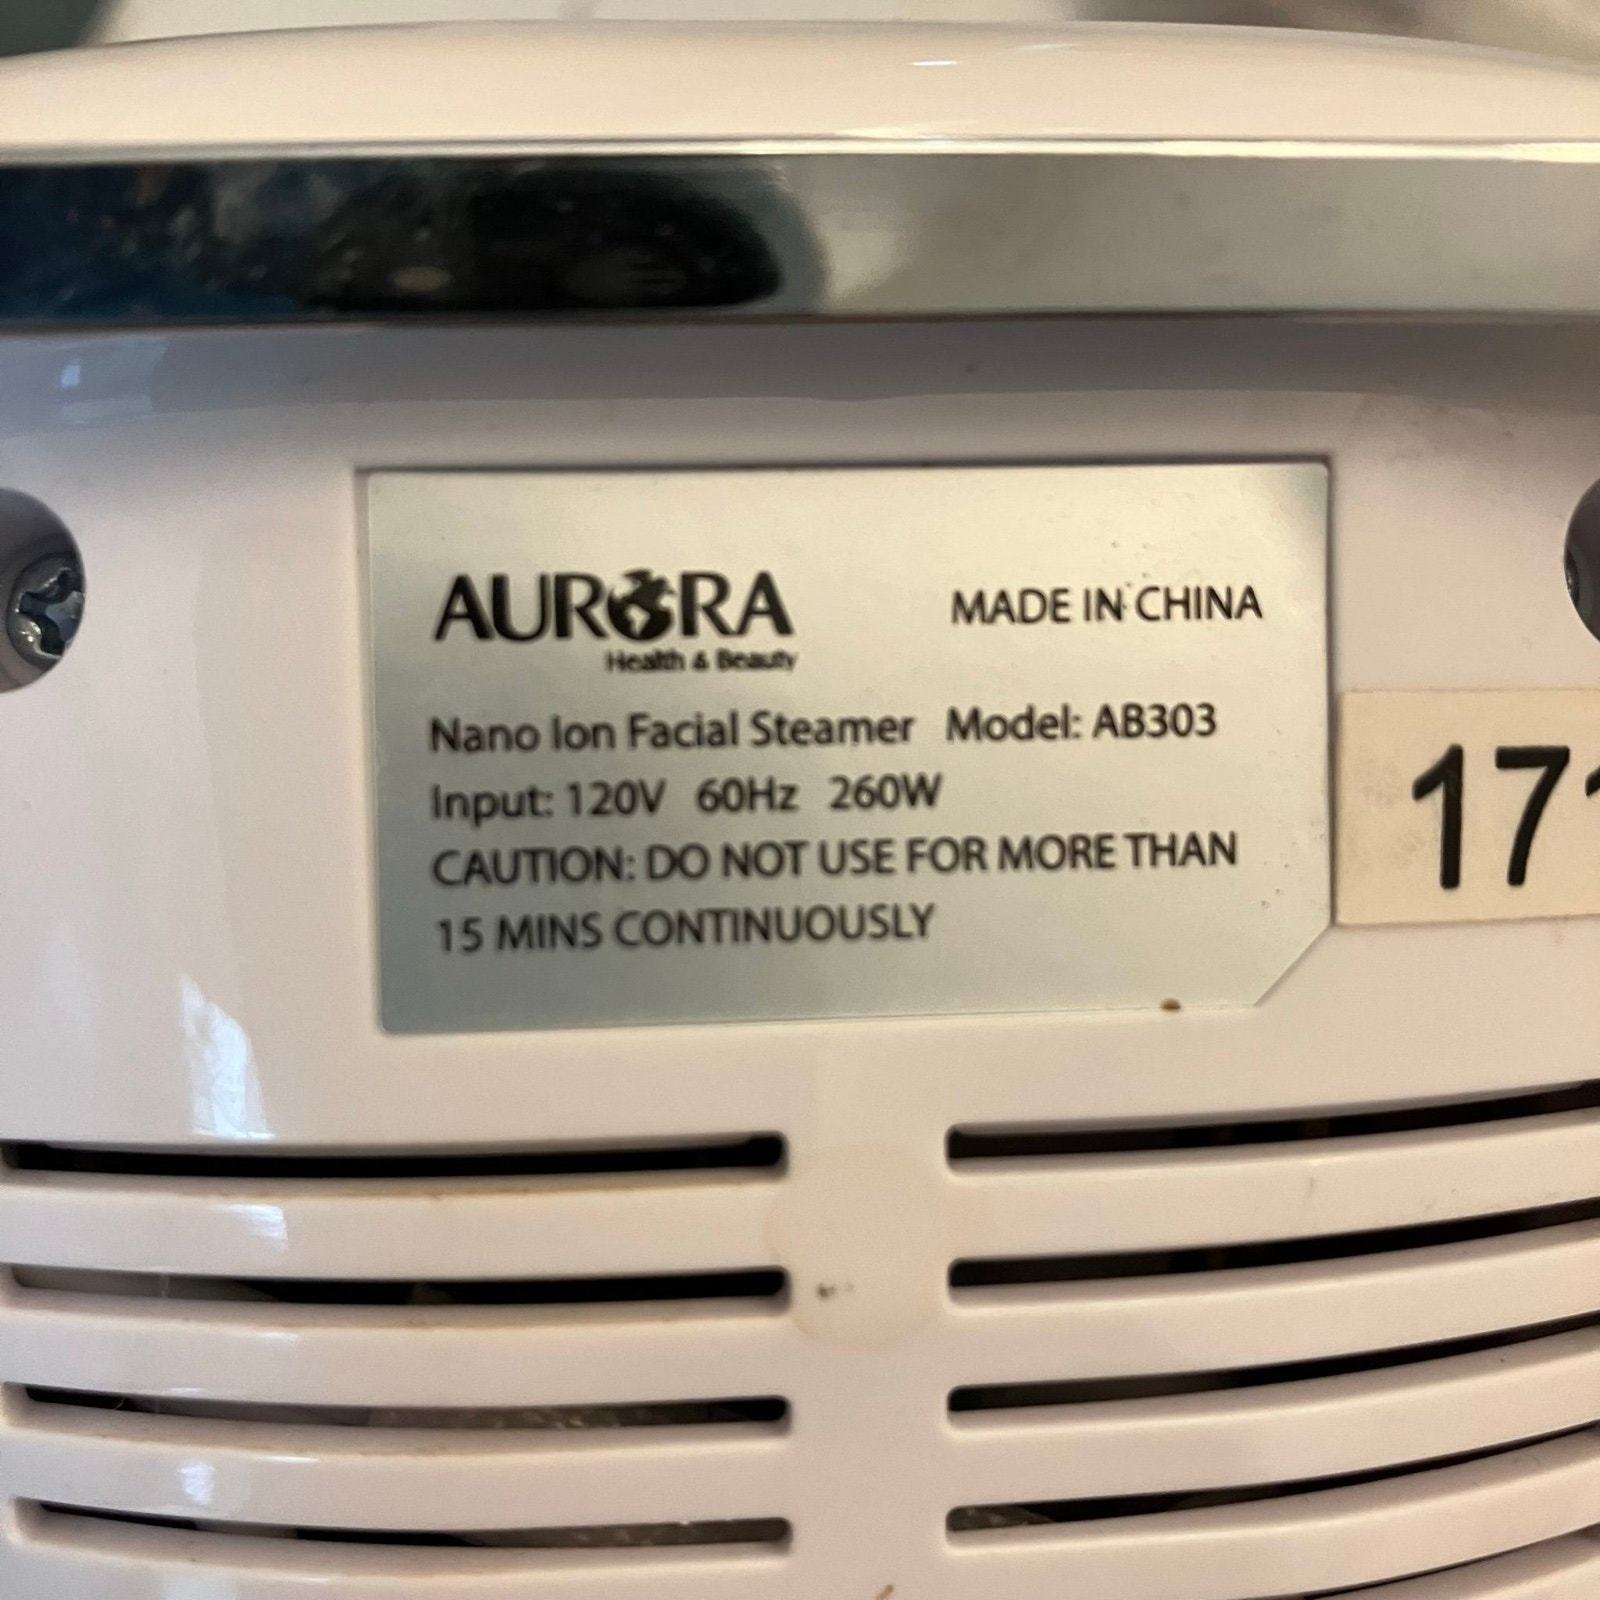 AURORA MADE IN CHINA
Health & Beauty
Nano Ion Facial Steamer Model: AB303
Input: 120V 60Hz 260W
CAUTION: DO NOT USE FOR MORE THAN
15 MINS CONTINUOUSLY
17